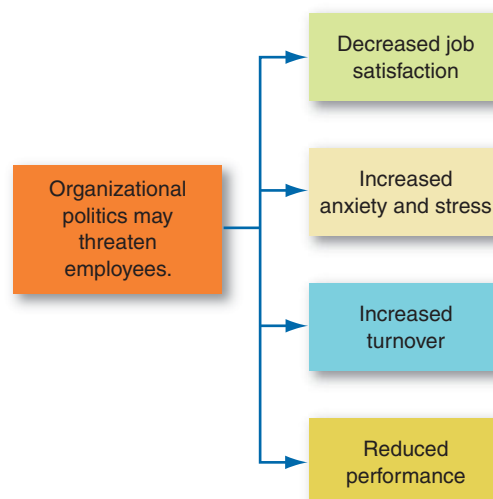 Organizational
politics may
threaten
employees.
Decreased job
satisfaction
Increased
anxiety and stress
Increased
turnover
Reduced
performance